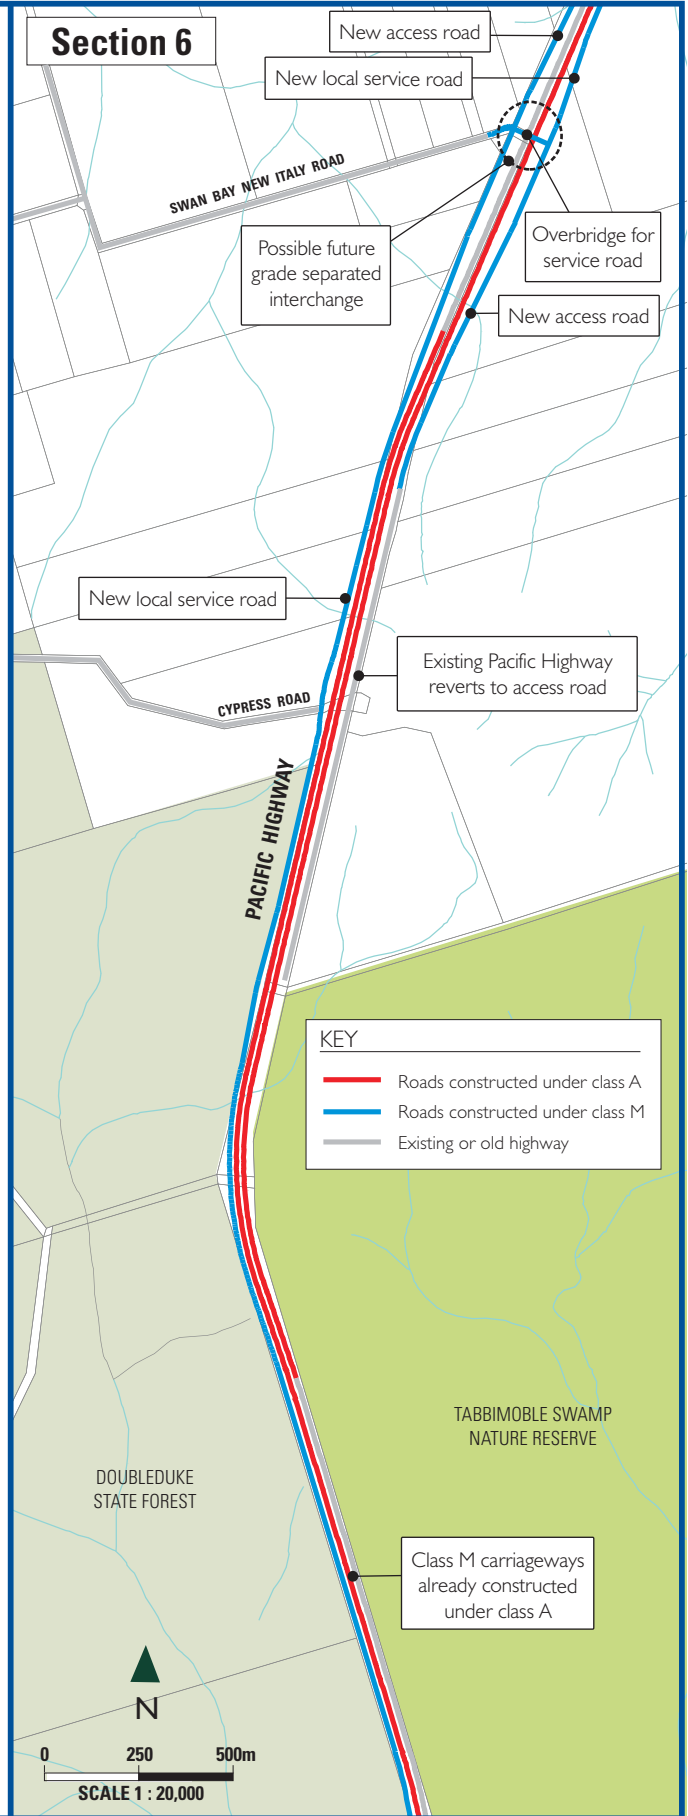 Section 6
New access road
New local service road
SWAN BAY NEW ITALY ROAD
Possible future
grade separated
interchange
Overbridge for
service road
New access road
New local service road
Existing Pacific Highway
reverts to access road
CYPRESS ROAD
PACIFIC HIGHWAY
KEY
Roads constructed under class A
Roads constructed under class M
Existing or old highway
TABBIMOBLE SWAMP
NATURE RESERVE
DOUBLEDUKE
STATE FOREST
Class M carriageways
already constructed
under class A
N
0 250 500m
SCALE 1 : 20,000